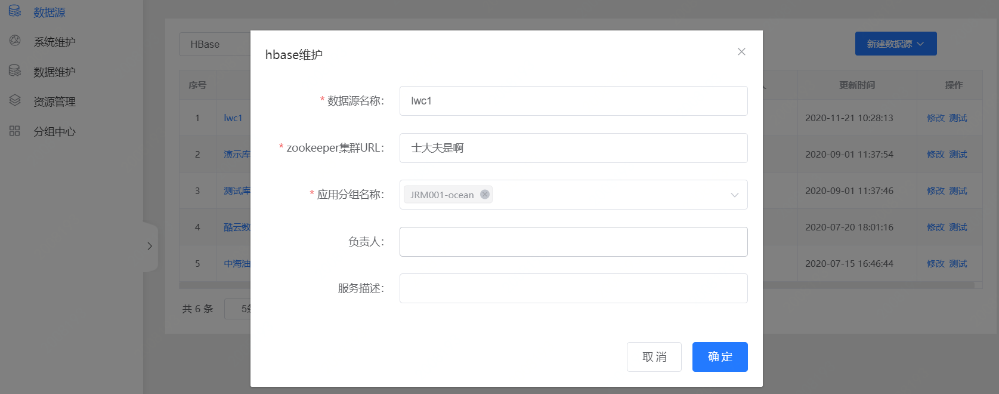 数据源
系统维护
数据维护
资源管理
分组中心
HBase
新建数据源
序号
更新时间
操作
1
lwc1
2020-11-21 10:28:13
修改 测试
2
演示库
2020-09-01 11:37:54
修改 测试
3
测试库
2020-09-01 11:37:46
修改 测试
4
酷云数
2020-07-20 18:01:16
修改 测试
5
中海油
2020-07-15 16:46:44
修改 测试
共 6 条
5条
hbase维护
* 数据源名称：
lwc1
* zookeeper集群URL：
士大夫是啊
* 应用分组名称：
JRM001-ocean
负责人：
服务描述：
取 消
确 定